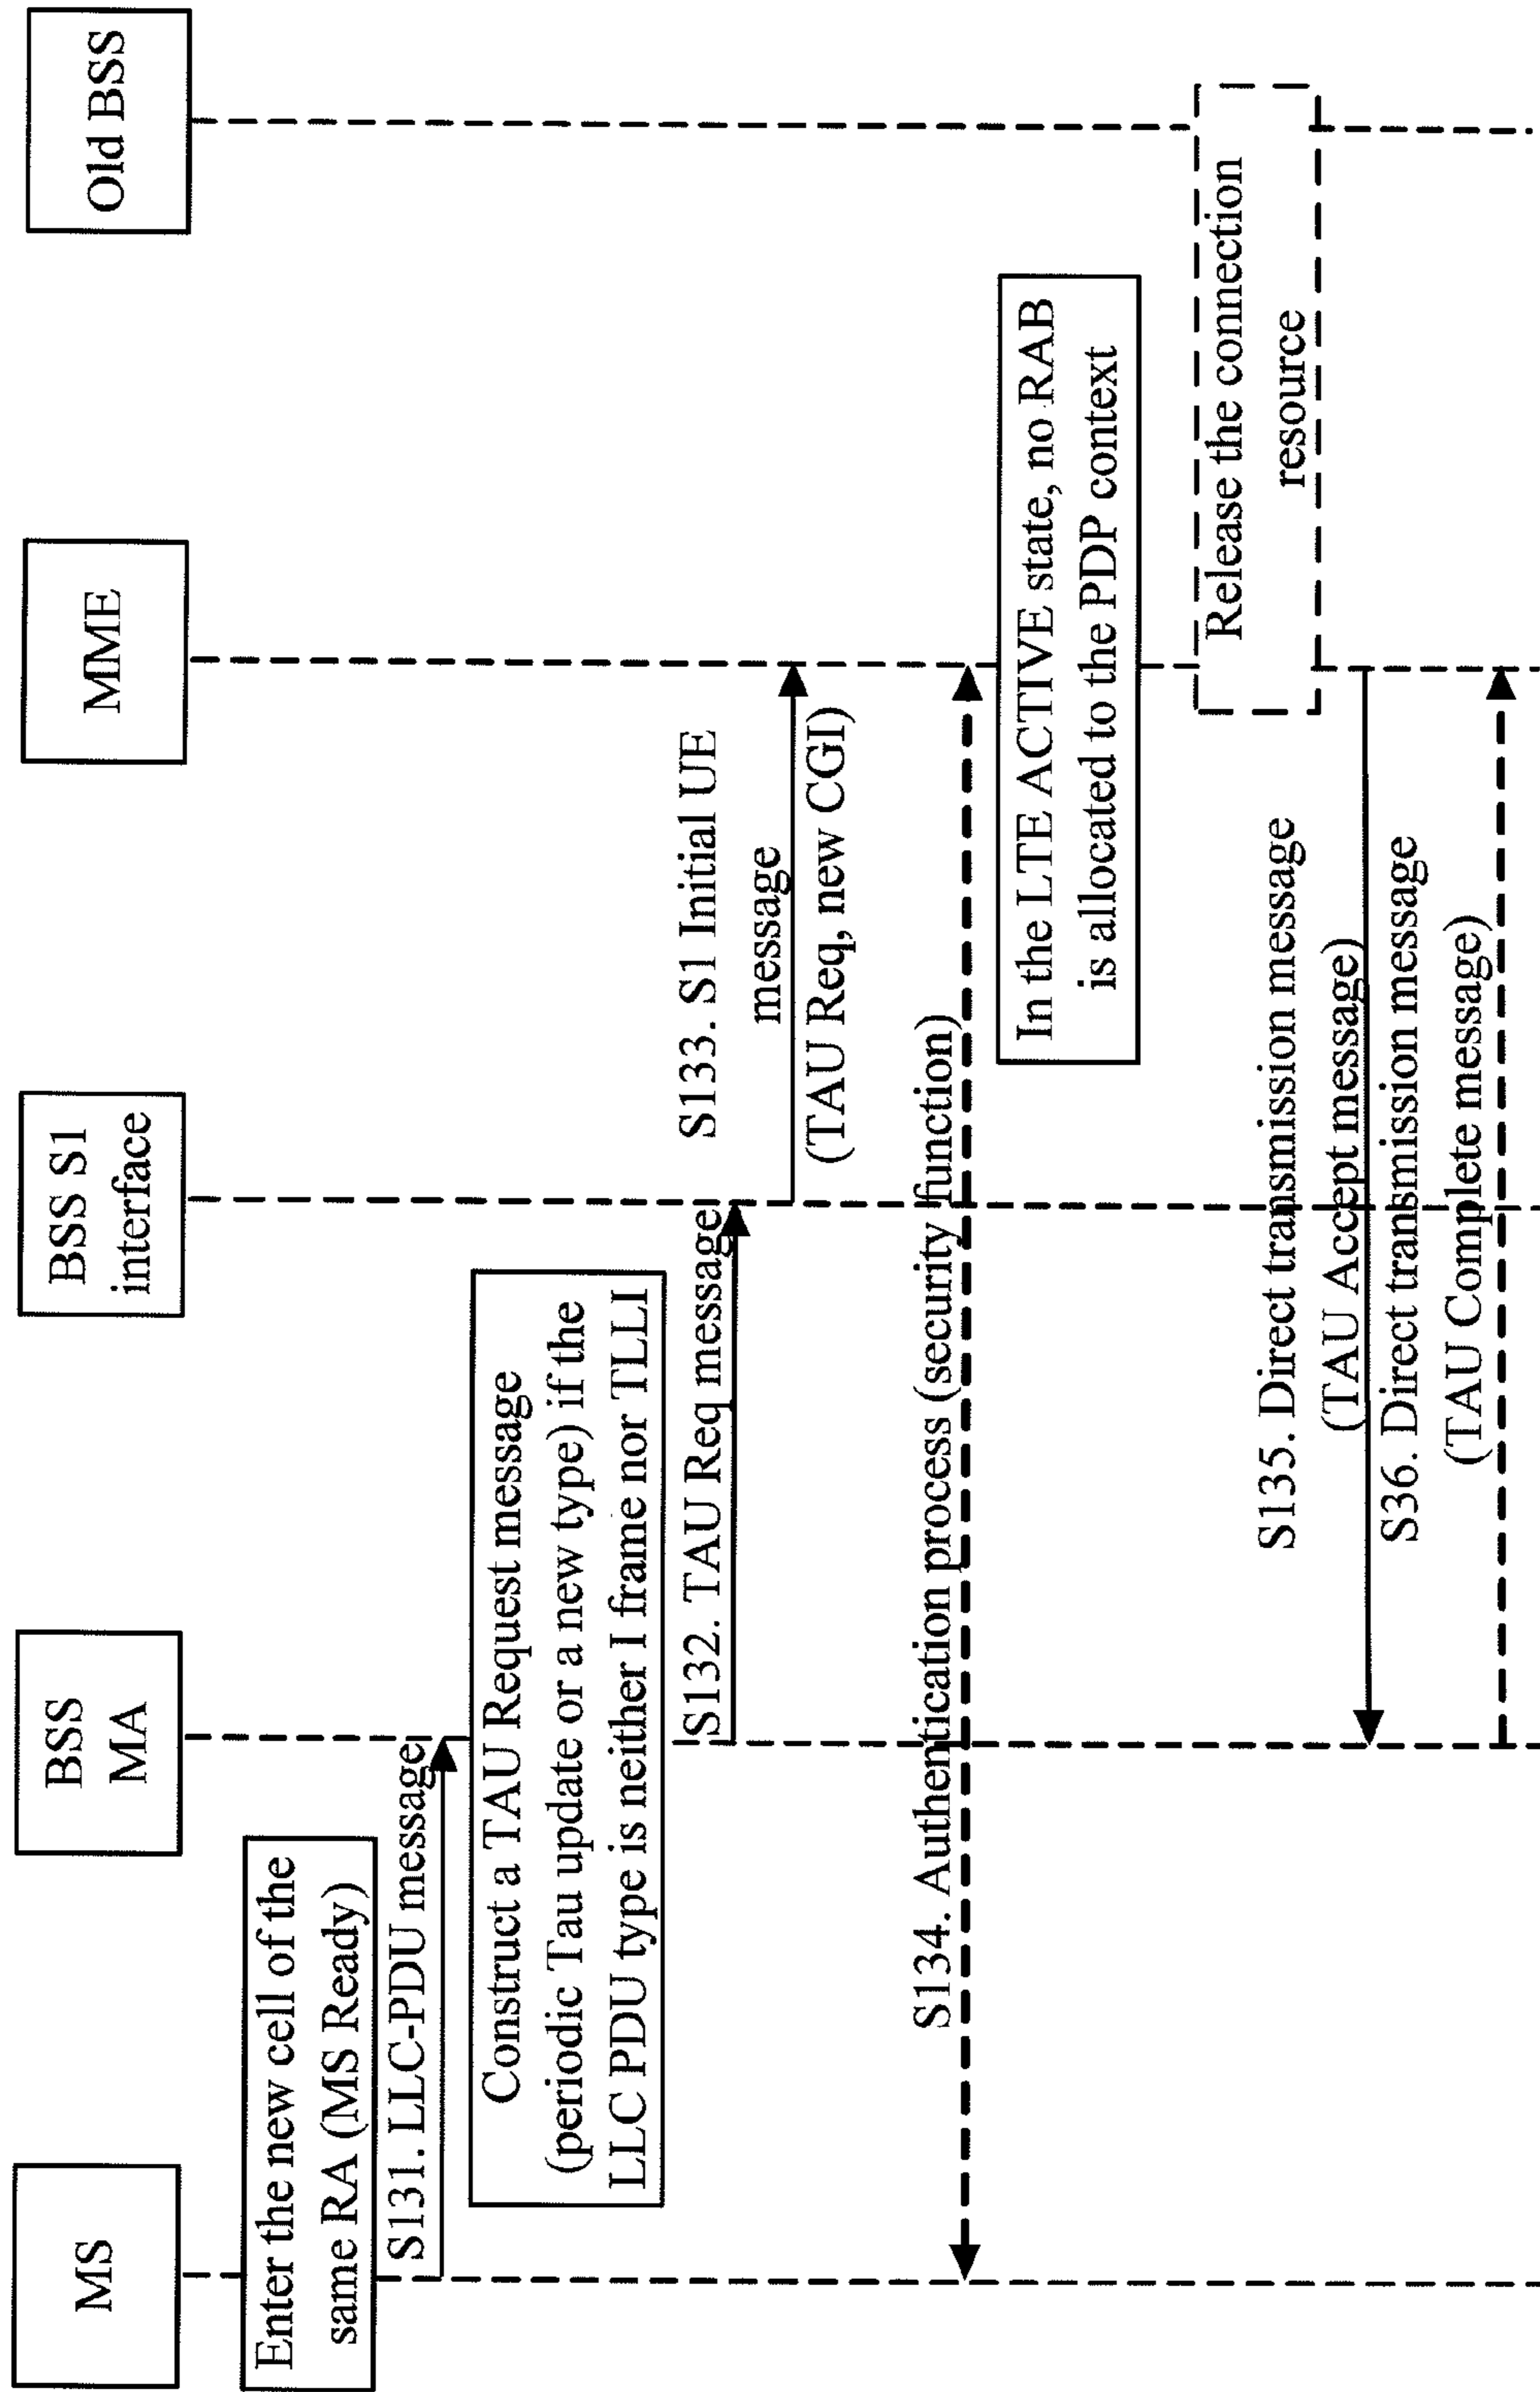 MS
BSS
MA
BSS S1
interface
MME
Old BSS
Enter the new cell of the
same RA (MS Ready)
S131. LLC-PDU message
Construct a TAU Request message
(periodic Tau update or a new type) if the
LLC PDU type is neither I frame nor TLLI
S132. TAU Req message
S133. S1 Initial UE
message
(TAU Req, new CGI)
S134. Authentication process (security function)
In the LTE ACTIVE state, no RAB
is allocated to the PDP context
Release the connection
resource
S135. Direct transmission message
(TAU Accept message)
S36. Direct transmission message
(TAU Complete message)